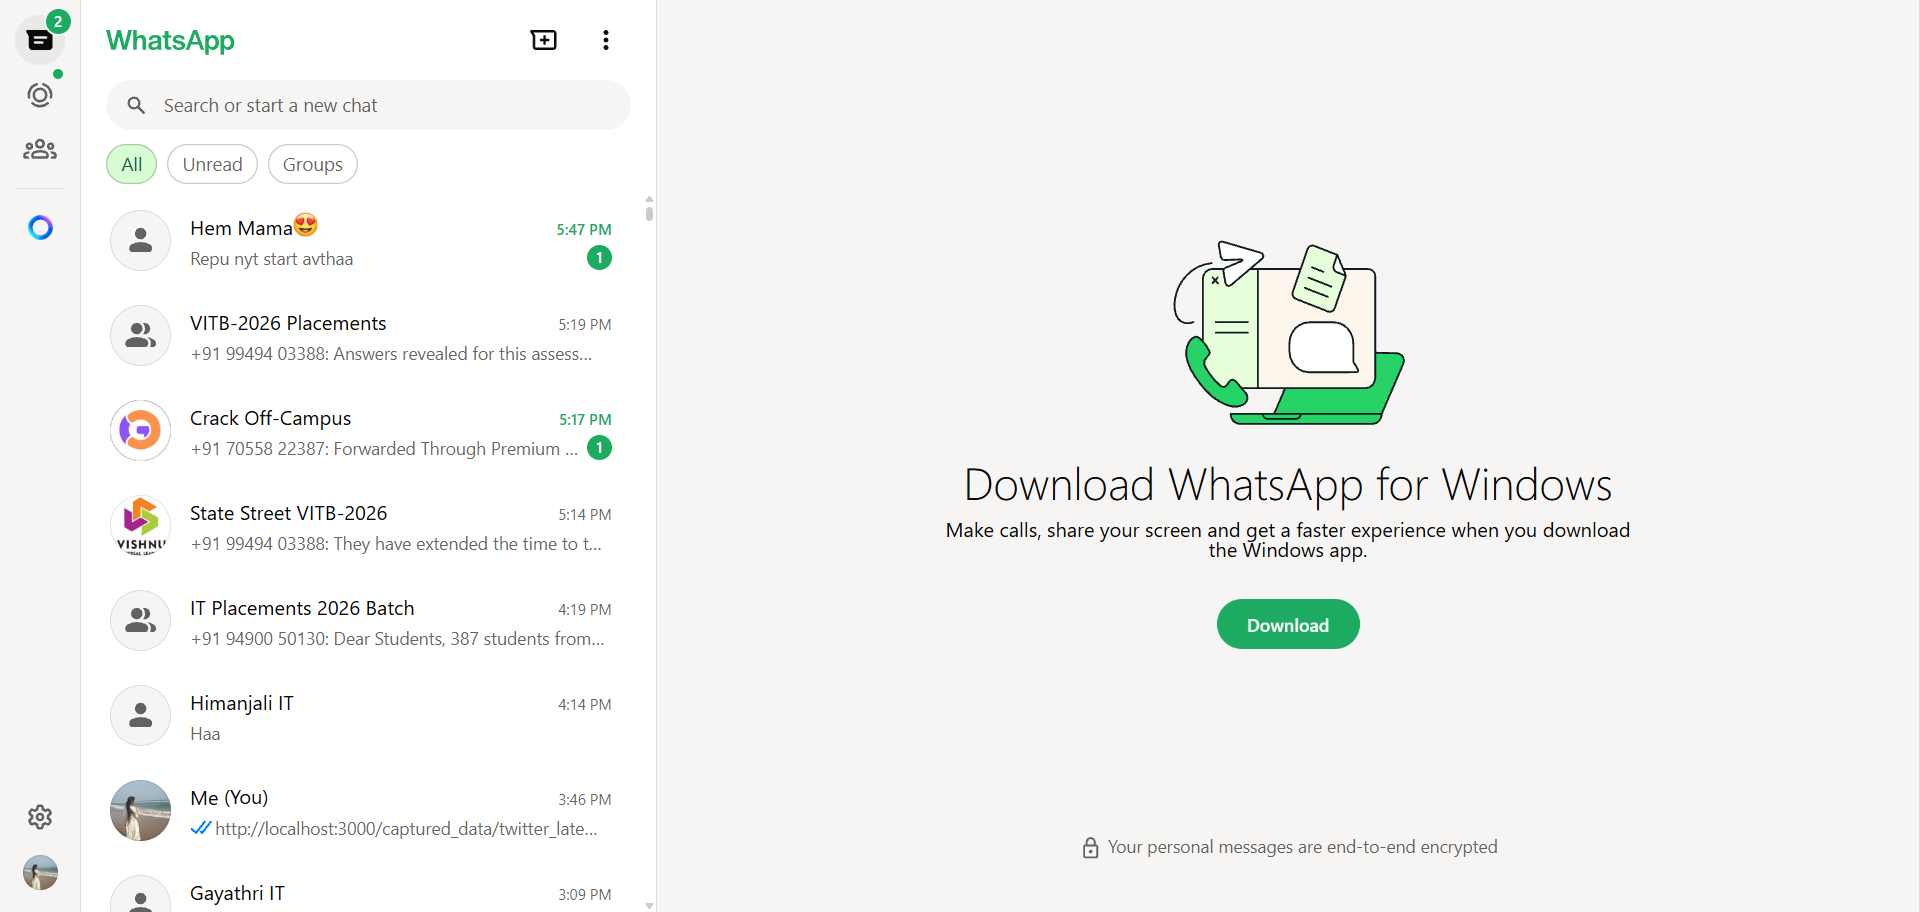 2
WhatsApp
Search or start a new chat
All
Unread
Groups
Hem Mama😍
5:47 PM
Repu nyt start avthaa
1
VITB-2026 Placements
5:19 PM
+91 99494 03388: Answers revealed for this assess...
Crack Off-Campus
5:17 PM
+91 70558 22387: Forwarded Through Premium ...
1
State Street VITB-2026
5:14 PM
+91 99494 03388: They have extended the time to t...
VISHNU
IT Placements 2026 Batch
4:19 PM
+91 94900 50130: Dear Students, 387 students from...
Himanjali IT
4:14 PM
Haa
Me (You)
3:46 PM
http://localhost:3000/captured_data/twitter_late...
Gayathri IT
3:09 PM
Download WhatsApp for Windows
Make calls, share your screen and get a faster experience when you download
the Windows app.
Download
Your personal messages are end-to-end encrypted